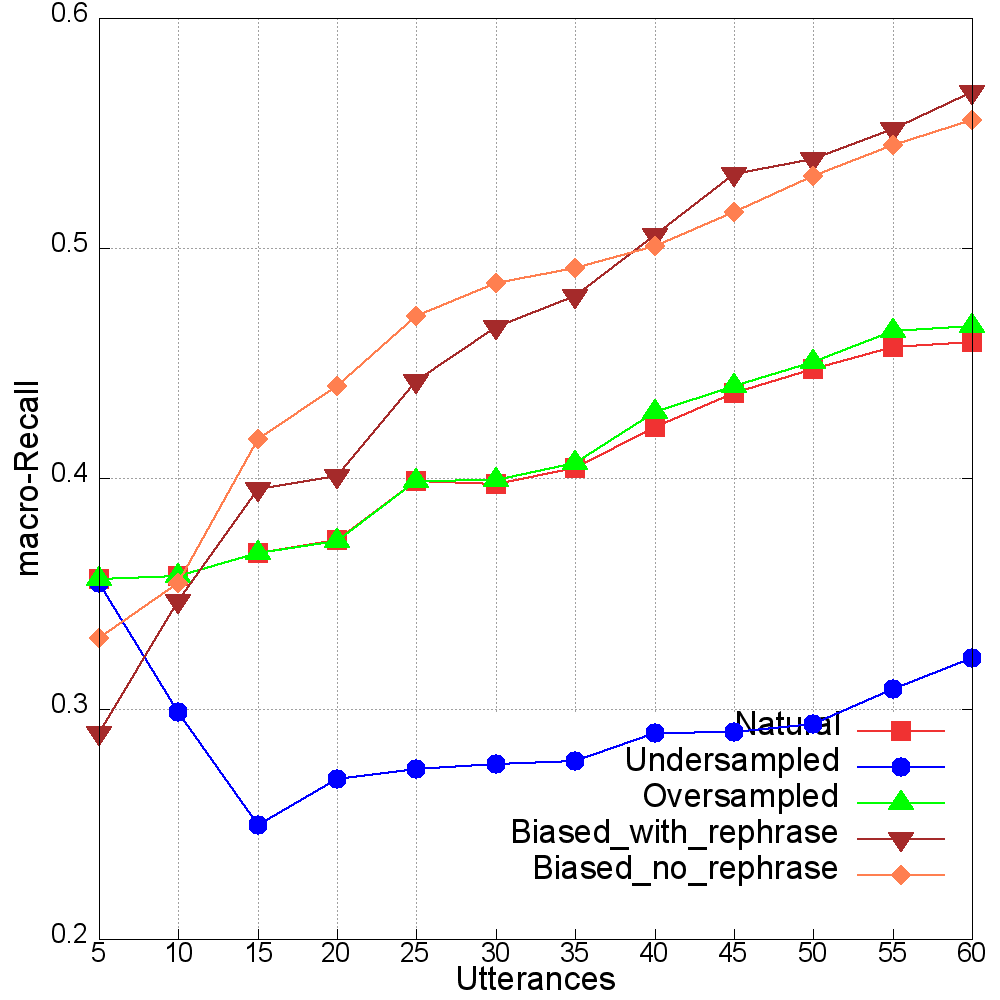 0.6
0.5
0.4
0.3
0.2
macro-Recall
Natural
Undersampled
Oversampled
Biased_with_rephrase
Biased_no_rephrase
5 10 15 20 25 30 35 40 45 50 55 60
Utterances